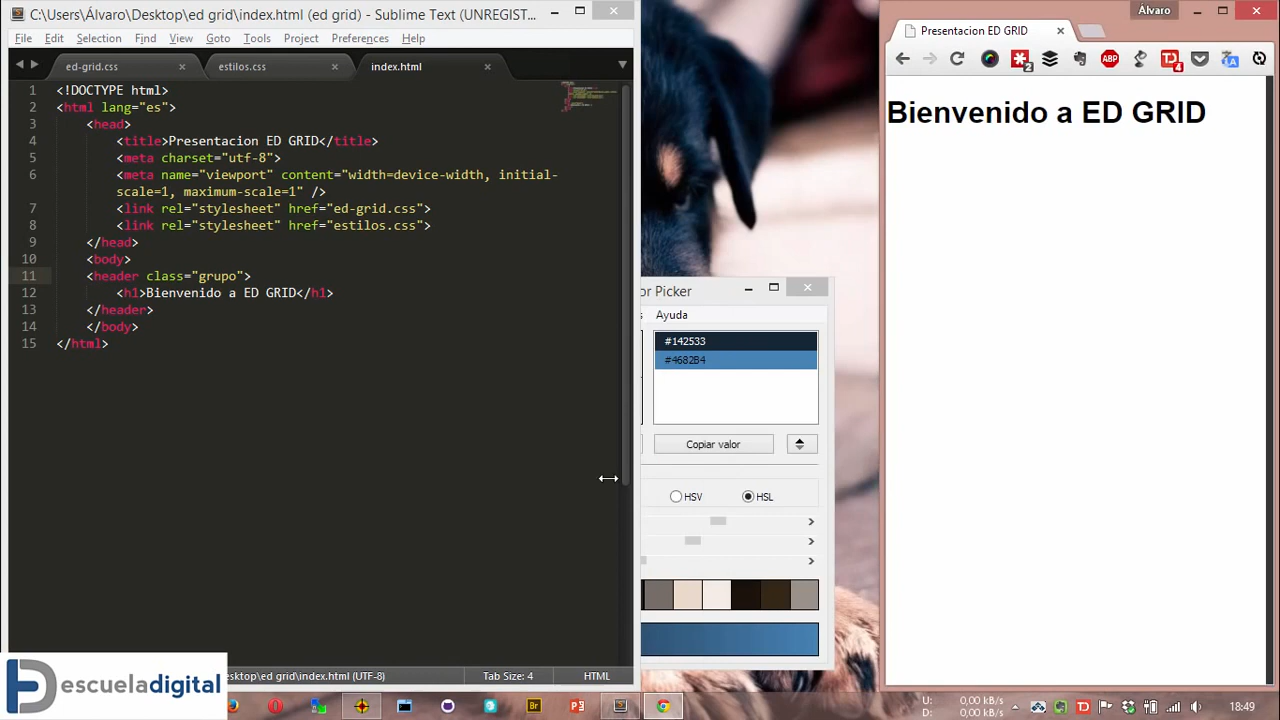 C:\Users\Álvaro\Desktop\ed grid\index.html (ed grid) - Sublime Text (UNREGIST...
File Edit Selection Find View Goto Tools Project Preferences Help
ed-grid.css estilos.css index.html
1 <!DOCTYPE html>
2 <html lang="es">
3 <head>
4 <title>Presentacion ED GRID</title>
5 <meta charset="utf-8">
6 <meta name="viewport" content="width=device-width, initial-
scale=1, maximum-scale=1" />
7 <link rel="stylesheet" href="ed-grid.css">
8 <link rel="stylesheet" href="estilos.css">
9 </head>
10 <body>
11 <header class="grupo">
12 <h1>Bienvenido a ED GRID</h1>
13 </header>
14 </body>
15 </html>
escueladigital
esktop\ed grid\index.html (UTF-8) Tab Size: 4 HTML
or Picker
Ayuda
#142533
#4682B4
Copiar valor
HSV HSL
Álvaro
Presentacion ED GRID
ABP
2
4
Bienvenido a ED GRID
Br
U: 0,00 kB/s
D: 0,00 kB/s
18:49